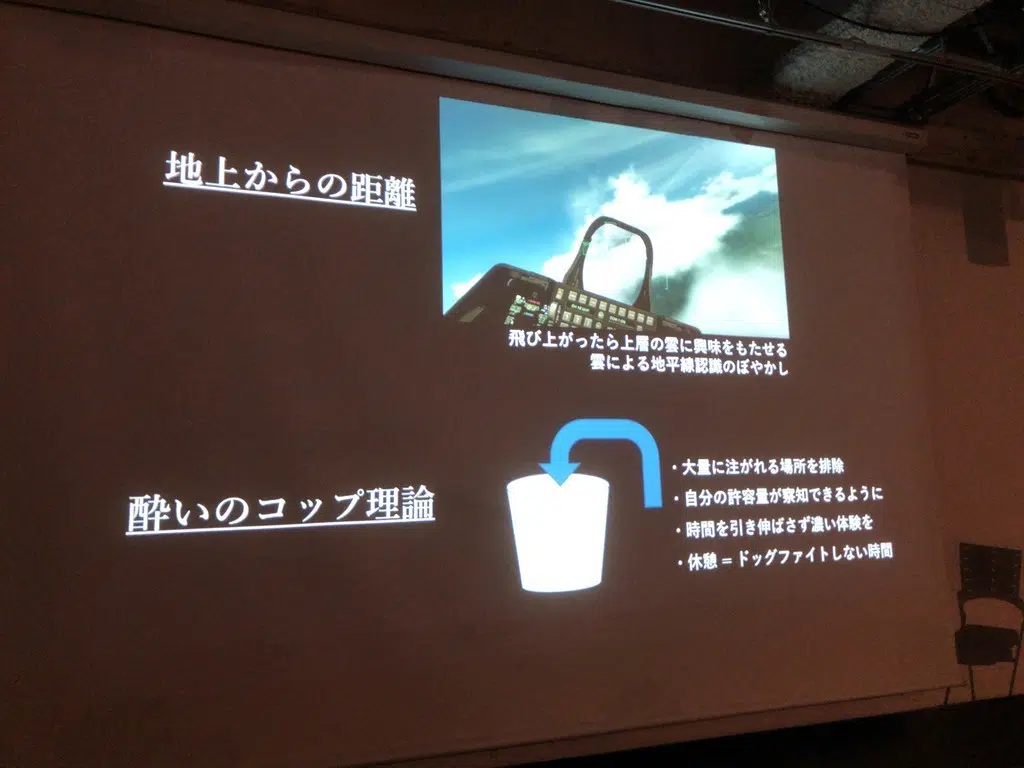 地上からの距離
飛び上がったら上層の雲に興味をもたせる
雲による地平線認識のぼやかし
酔いのコップ理論
・大量に注がれる場所を排除
・自分の許容量が察知できるように
・時間を引き伸ばさず濃い体験を
・休憩 = ドッグファイトしない時間